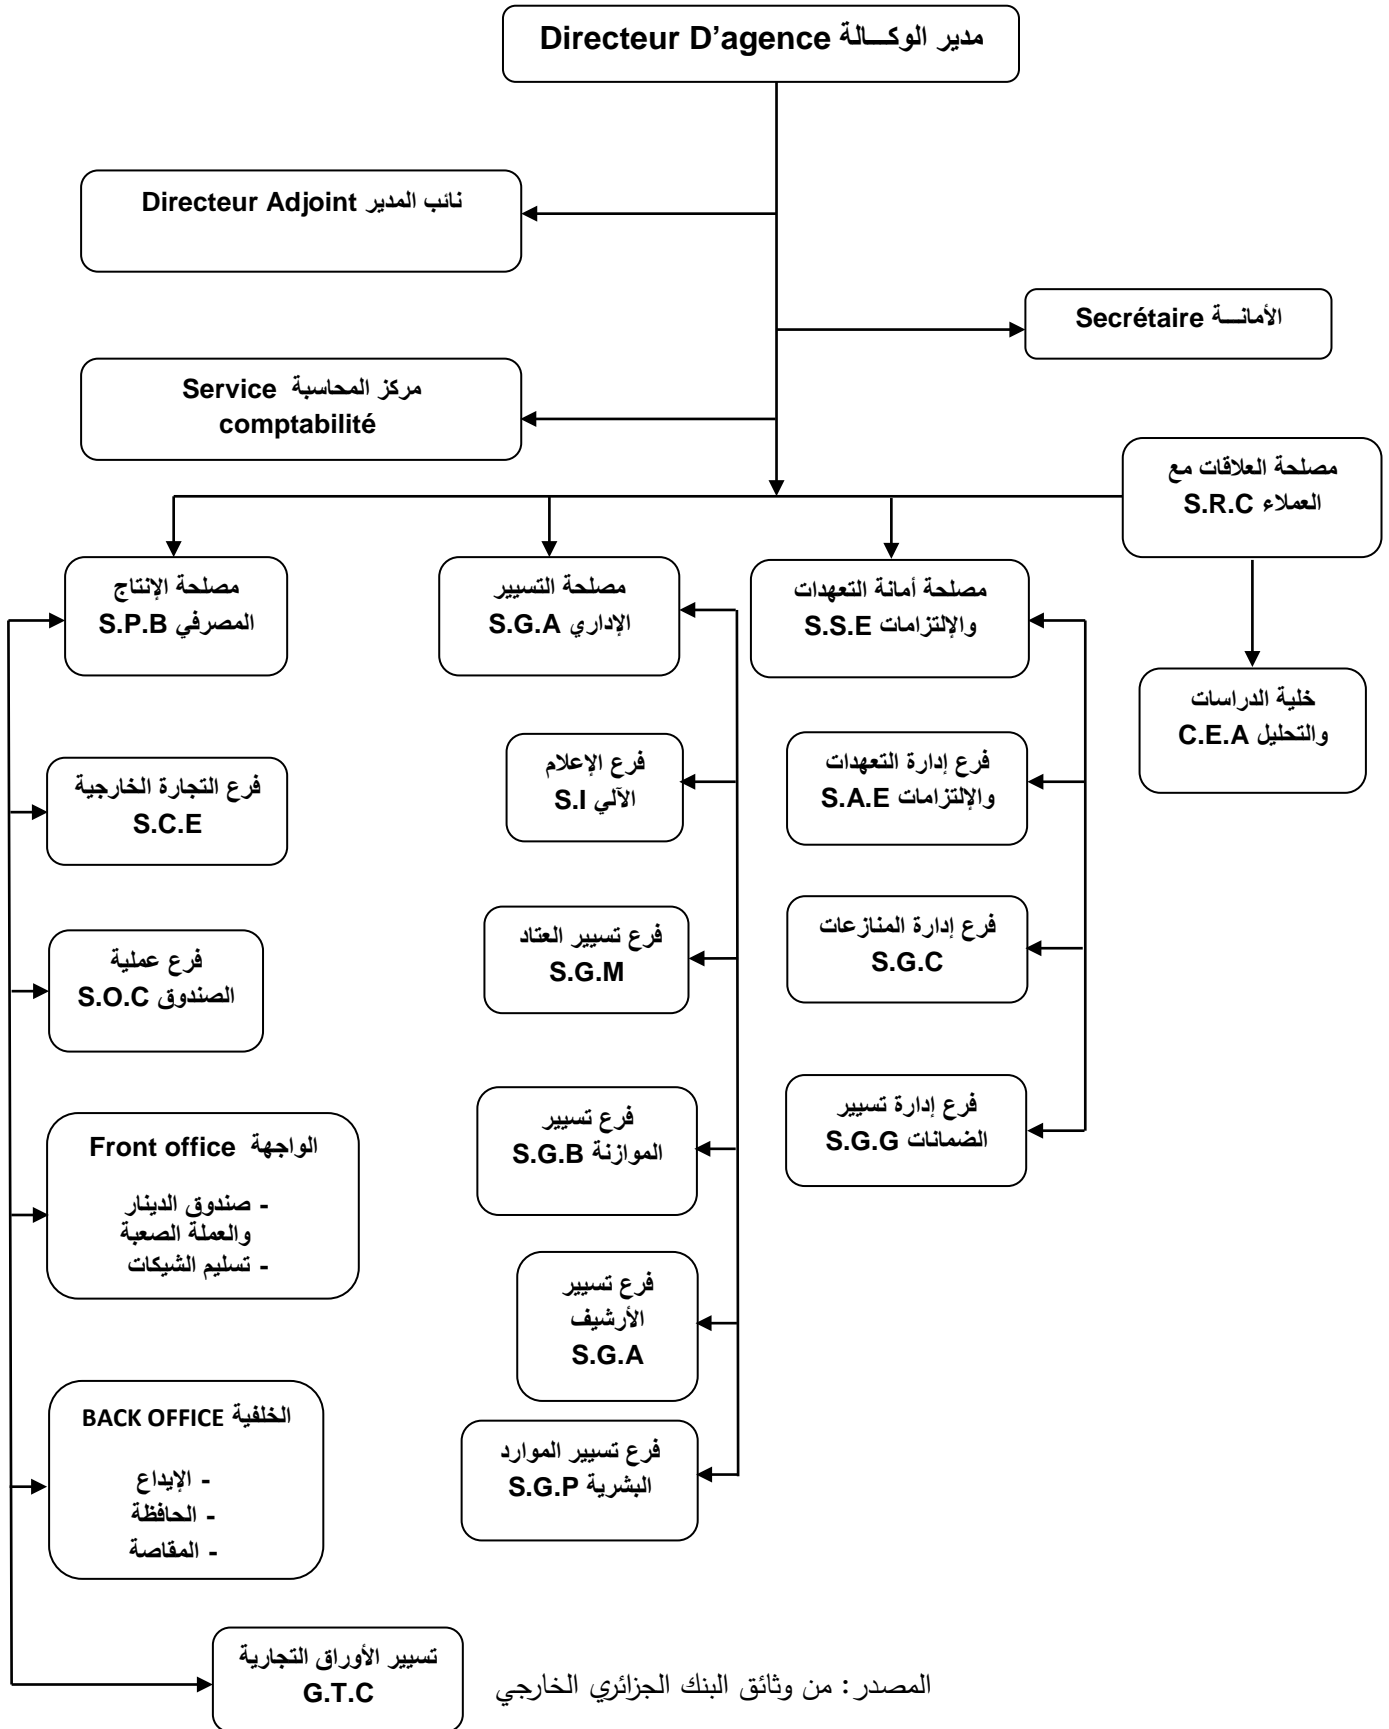 مدير الوكـــالة Directeur D’agence
نائب المدير Directeur Adjoint
الأمانـــة Secrétaire
مركز المحاسبة Service
comptabilité
مصلحة العلاقات مع
العملاء S.R.C
مصلحة الإنتاج
المصرفي S.P.B
مصلحة التسيير
الإداري S.G.A
مصلحة أمانة التعهدات
والإلتزامات S.S.E
خلية الدراسات
والتحليل C.E.A
فرع التجارة الخارجية
S.C.E
فرع الإعلام
الآلي S.I
فرع إدارة التعهدات
والإلتزامات S.A.E
فرع عملية
الصندوق S.O.C
فرع تسيير العتاد
S.G.M
فرع إدارة المنازعات
S.G.C
الواجهة Front office
- صندوق الدينار
والعملة الصعبة
- تسليم الشيكات
فرع تسيير
الموازنة S.G.B
فرع إدارة تسيير
الضمانات S.G.G
فرع تسيير
الأرشيف
S.G.A
الخلفية BACK OFFICE
- الإيداع
- الحافظة
- المقاصة
فرع تسيير الموارد
البشرية S.G.P
تسيير الأوراق التجارية
G.T.C
المصدر: من وثائق البنك الجزائري الخارجي